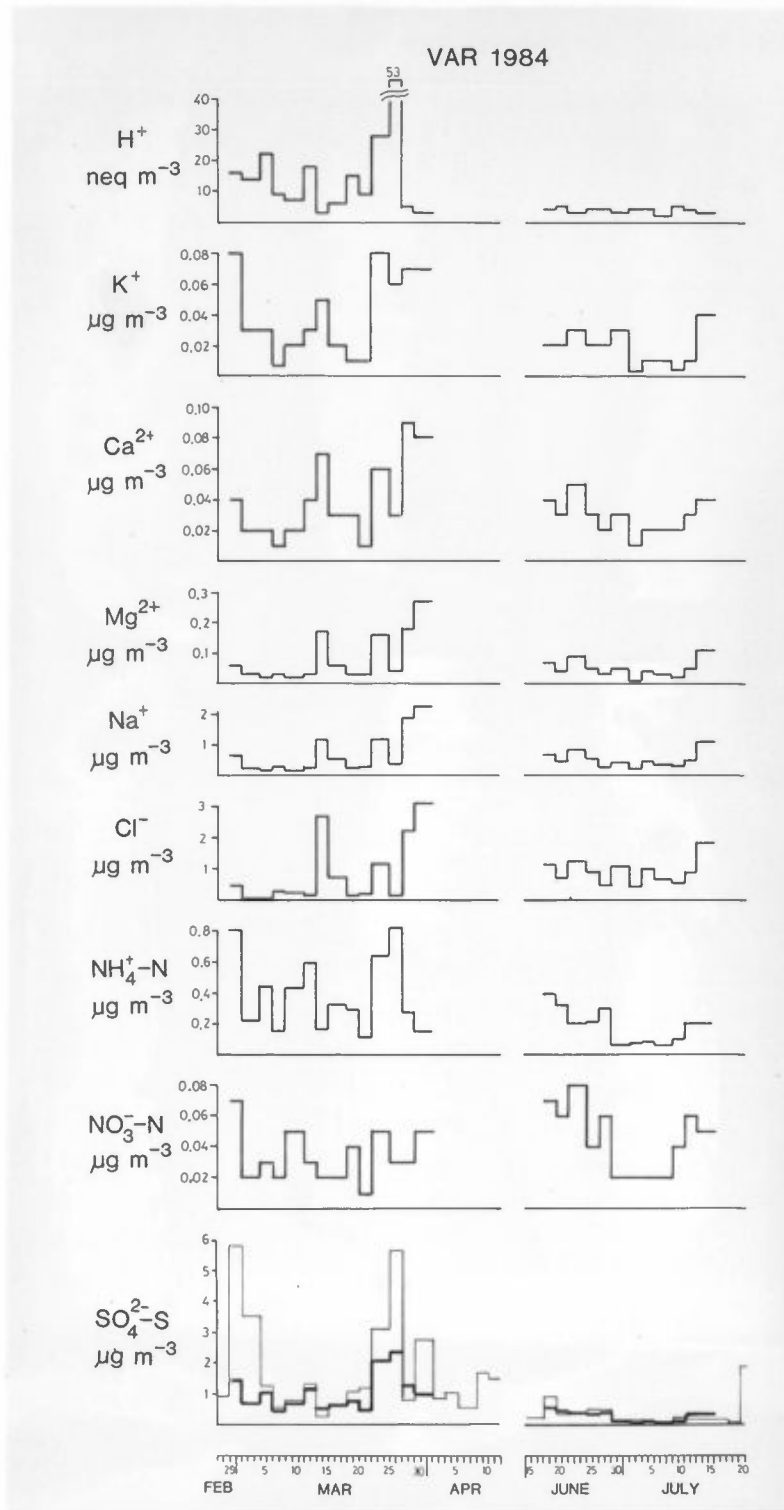 VAR 1984
53
H⁺
neq m⁻³
40
30
20
10
K⁺
µg m⁻³
0.08
0.06
0.04
0.02
Ca²⁺
µg m⁻³
0.10
0.08
0.06
0.04
0.02
Mg²⁺
µg m⁻³
0.3
0.2
0.1
Na⁺
µg m⁻³
2
1
Cl⁻
µg m⁻³
3
2
1
NH₄⁺-N
µg m⁻³
0.8
0.6
0.4
0.2
NO₃⁻-N
µg m⁻³
0.08
0.06
0.04
0.02
SO₄²⁻-S
µg m⁻³
6
5
4
3
2
1
29 5 10 15 20 25 30 5 10 15 20 25 30 5 10 15 20
FEB MAR APR JUNE JULY